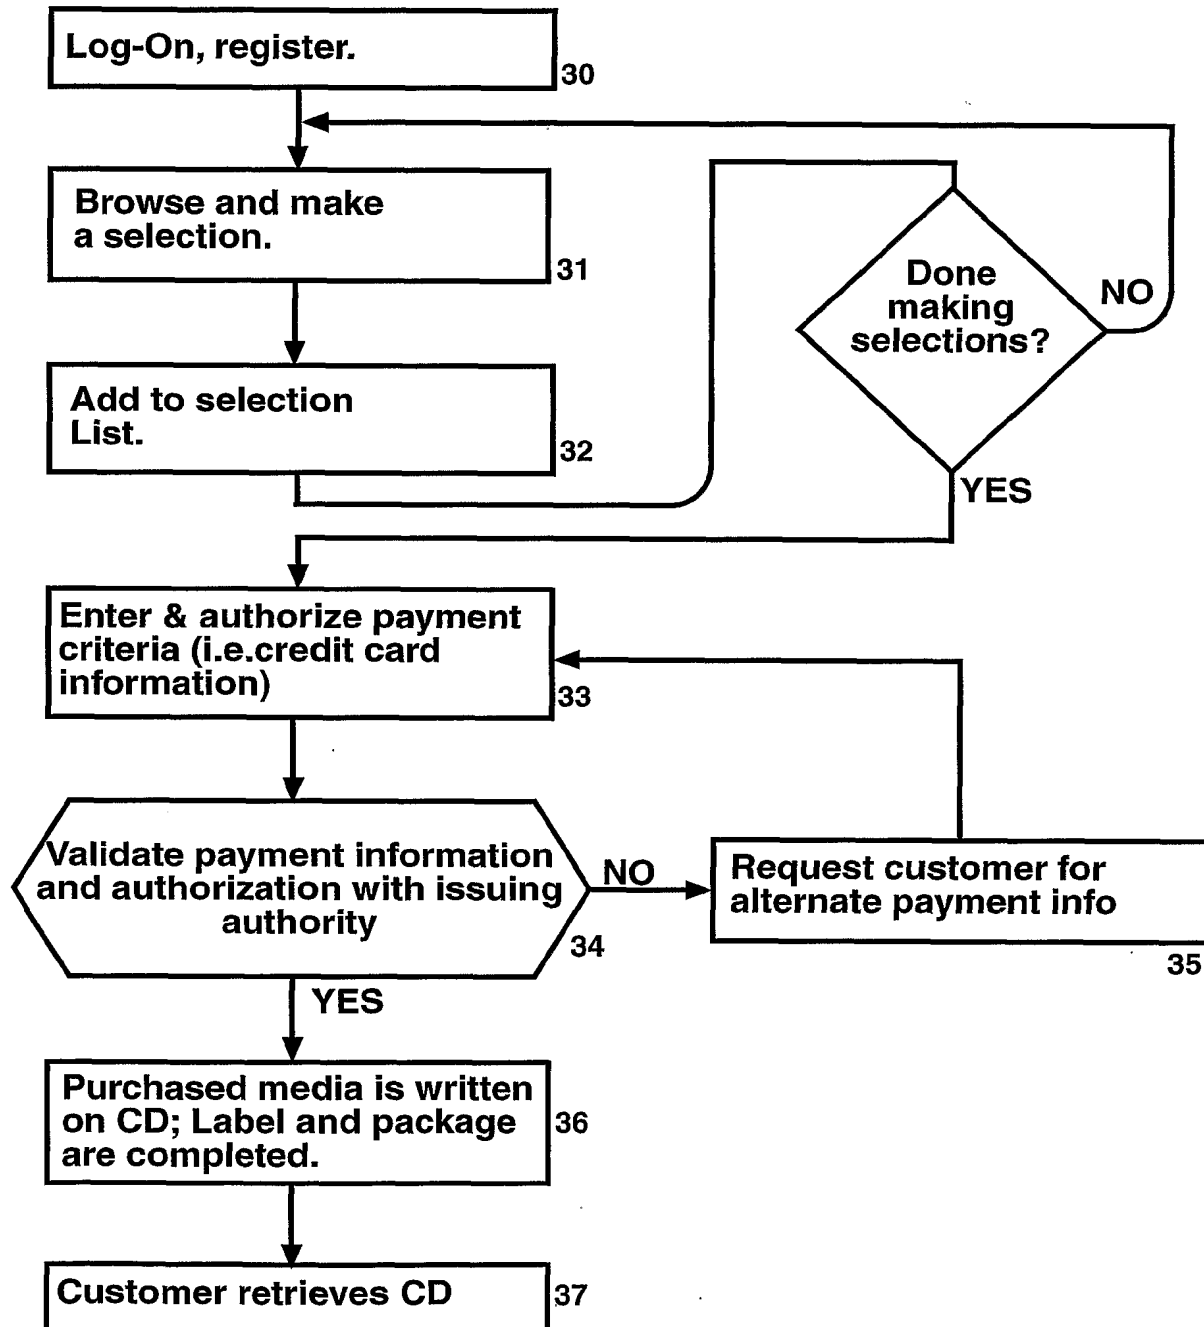 Log-On, register.
30
Browse and make
a selection.
31
Done
making
selections?
NO
Add to selection
List.
32
YES
Enter & authorize payment
criteria (i.e.credit card
information)
33
Validate payment information
and authorization with issuing
authority
34
NO
Request customer for
alternate payment info
35
YES
Purchased media is written
on CD; Label and package
are completed.
36
Customer retrieves CD
37